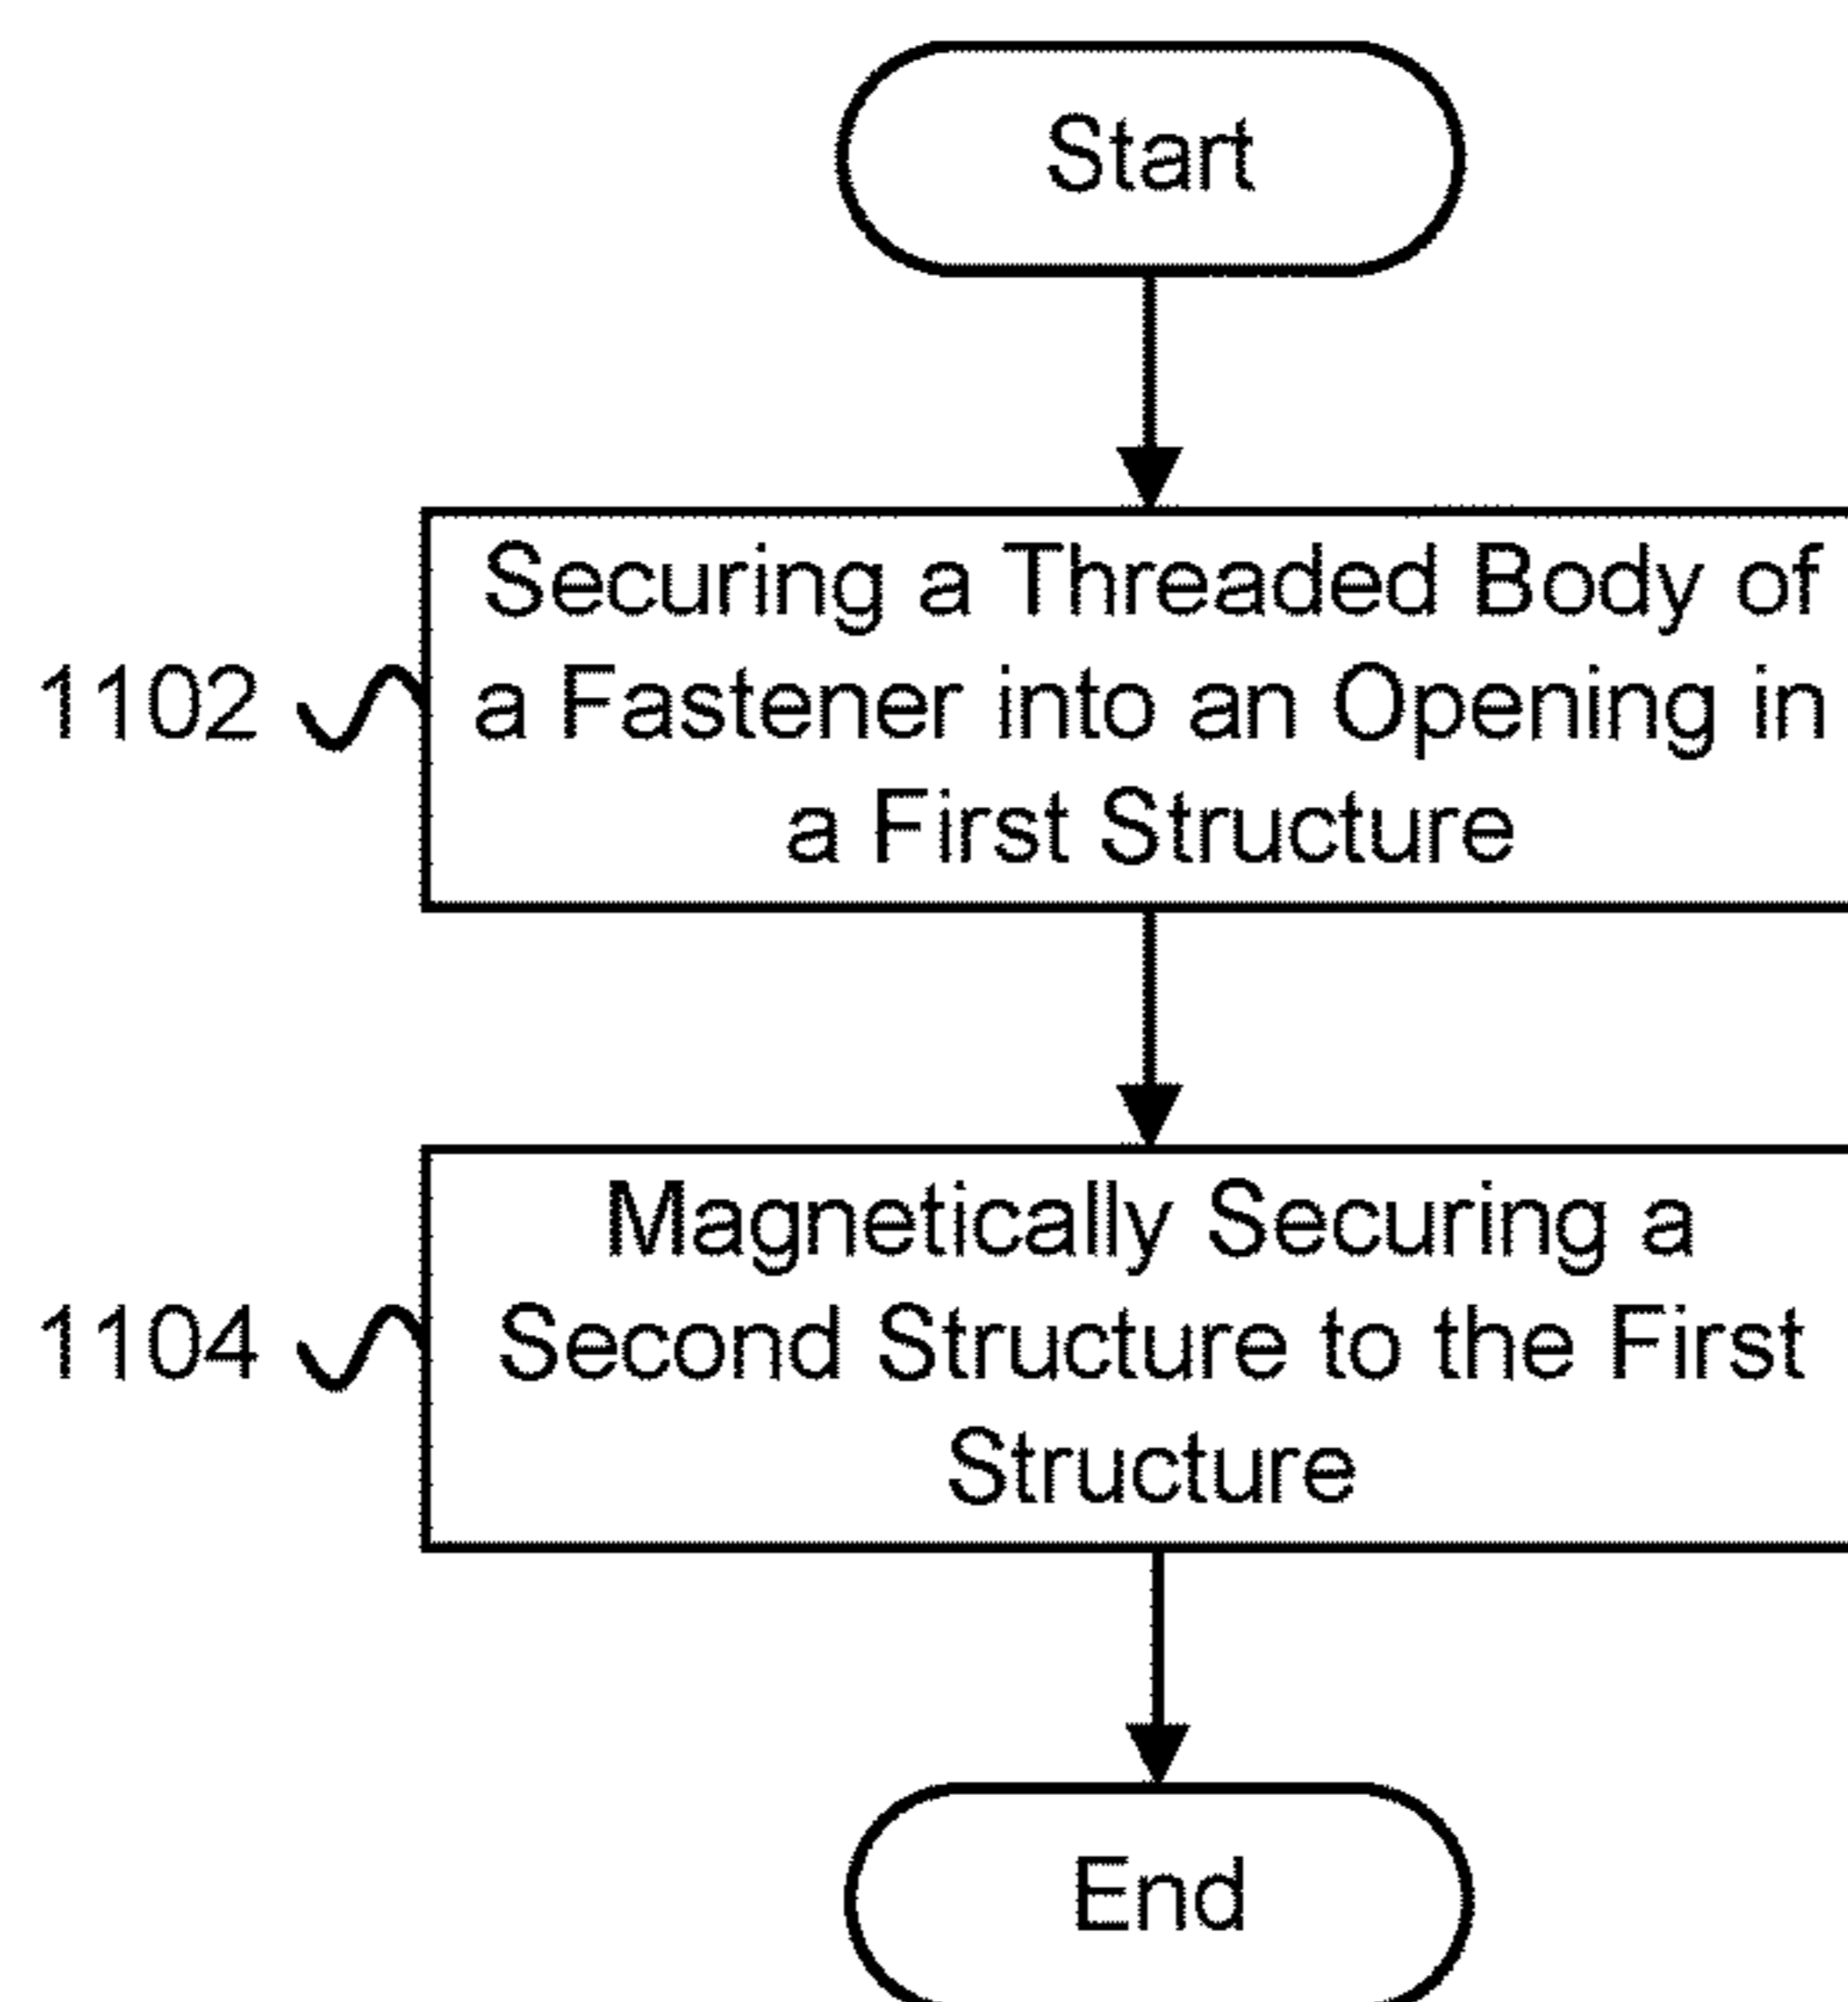 Start
Securing a Threaded Body of
1102 a Fastener into an Opening in
a First Structure
Magnetically Securing a
1104 Second Structure to the First
Structure
End